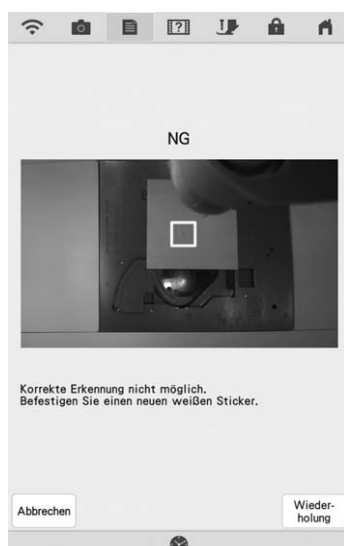 NG
Korrekte Erkennung nicht möglich.
Befestigen Sie einen neuen weißen Sticker.
Abbrechen
Wieder-
holung